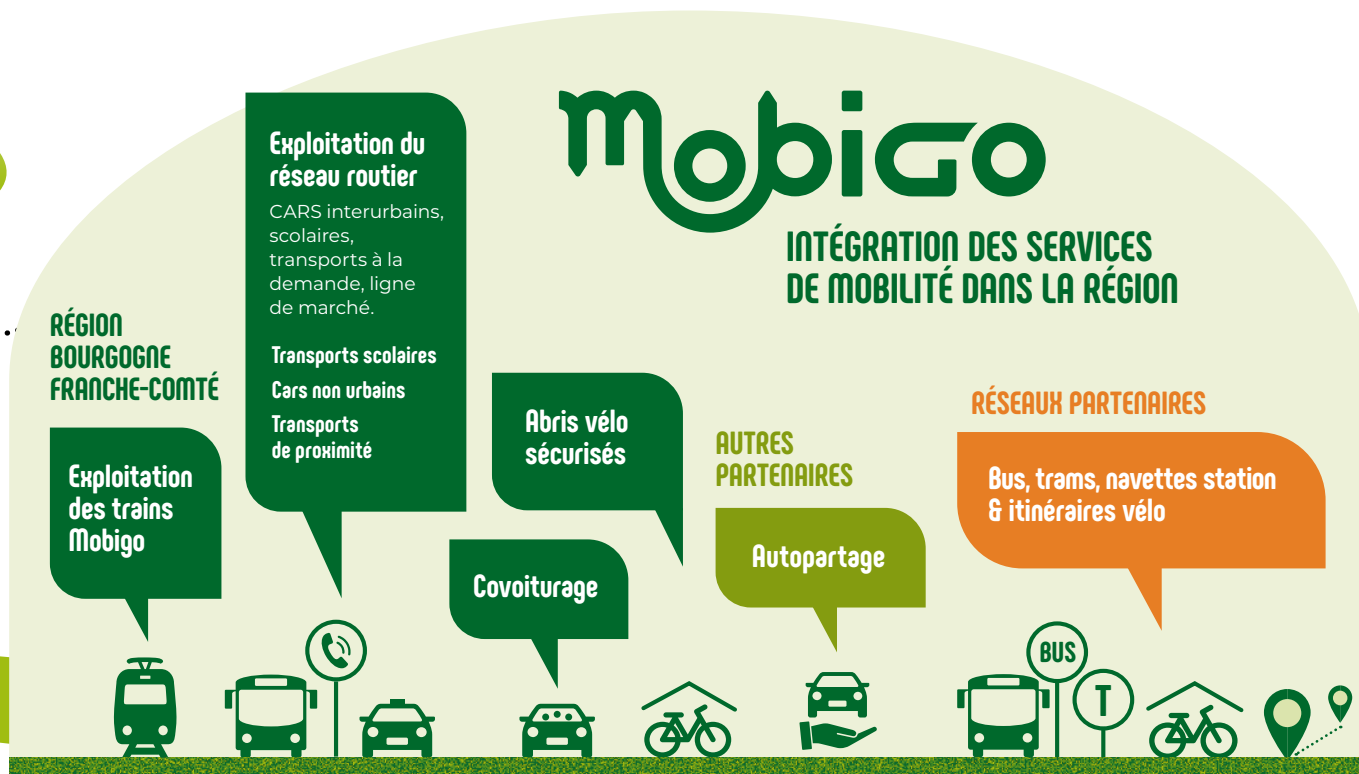 mobiGo
INTÉGRATION DES SERVICES
DE MOBILITÉ DANS LA RÉGION
RÉGION
BOURGOGNE
FRANCHE-COMTÉ
Exploitation
des trains
Mobigo
Exploitation du
réseau routier
CARS interurbains,
scolaires,
transports à la
demande, ligne
de marché.
Transports scolaires
Cars non urbains
Transports
de proximité
Abris vélo
sécurisés
Covoiturage
AUTRES
PARTENAIRES
Autopartage
RÉSEAUX PARTENAIRES
Bus, trams, navettes station
& itinéraires vélo
BUS
T